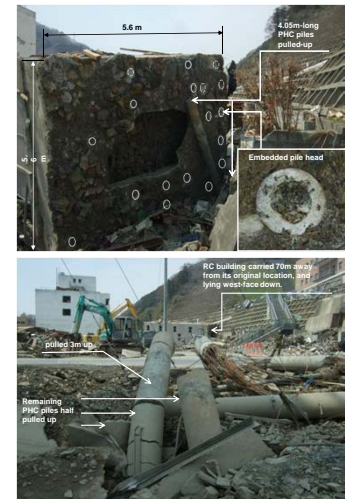 5.6 m
4.05m-long
PHC piles
pulled-up
5.
6
m
Embedded pile head
RC building carried 70m away
from its original location, and
lying west-face down.
pulled 3m up
Remaining
PHC piles half
pulled up